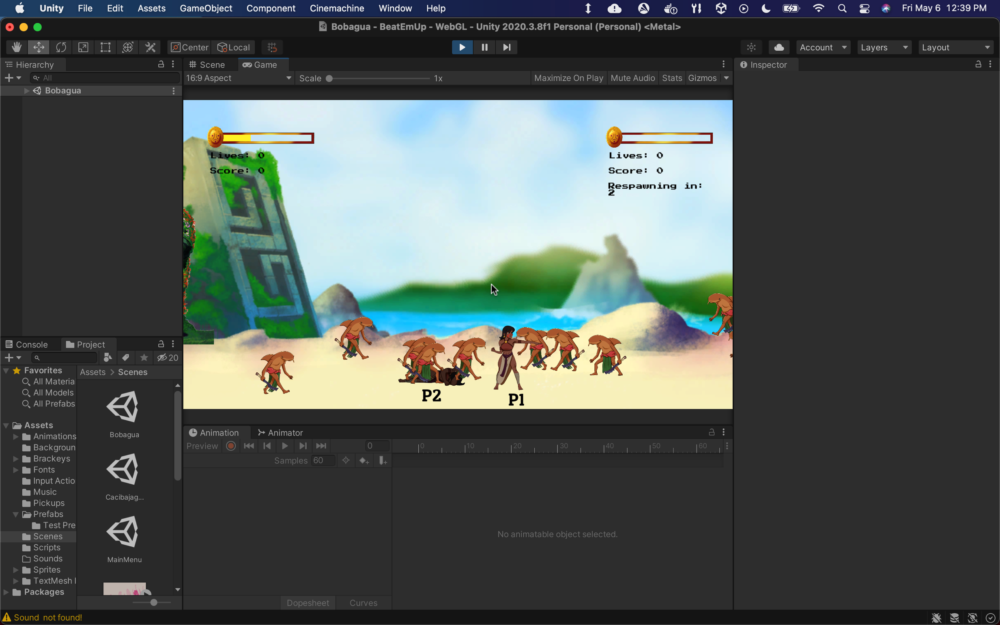 Unity File Edit Assets GameObject Component Cinemachine Window Help Fri May 6 12:39 PM
Bobagua - BeatEmUp - WebGL - Unity 2020.3.8f1 Personal (Personal) <Metal>
Center Local Account Layers Layout
Hierarchy
All
Bobagua
Scene Game
16:9 Aspect Scale 1x Maximize On Play Mute Audio Stats Gizmos
Lives: 0
Score: 0
Lives: 0
Score: 0
Respawning in:
2
P2
P1
Inspector
Console Project
20
Favorites
All Materia
All Models
All Prefabs
Assets
Animations
Backgroun
Brackeys
Fonts
Input Actio
Music
Pickups
Prefabs
Test Pre
Scenes
Scripts
Sounds
Sprites
TextMesh
Packages
Assets > Scenes
Bobagua
Cacibajag...
MainMenu
Animation Animator
Preview 0 0 10 20 30 40 50 60
Samples 60
No animatable object selected.
Dopesheet Curves
Sound not found!